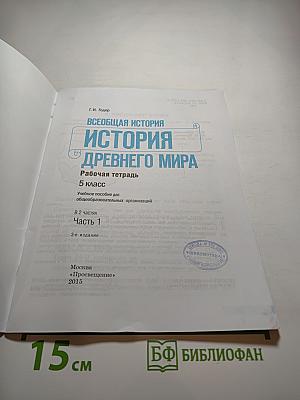 Г.И. Годер
ВСЕОБЩАЯ ИСТОРИЯ
ИСТОРИЯ
ДРЕВНЕГО МИРА
Рабочая тетрадь
5 класс
Учебное пособие для
общеобразовательных организаций
В 2 частях
Часть 1
3-е издание
Москва
«Просвещение»
2015
15 см
БФ БИБЛИОФАН